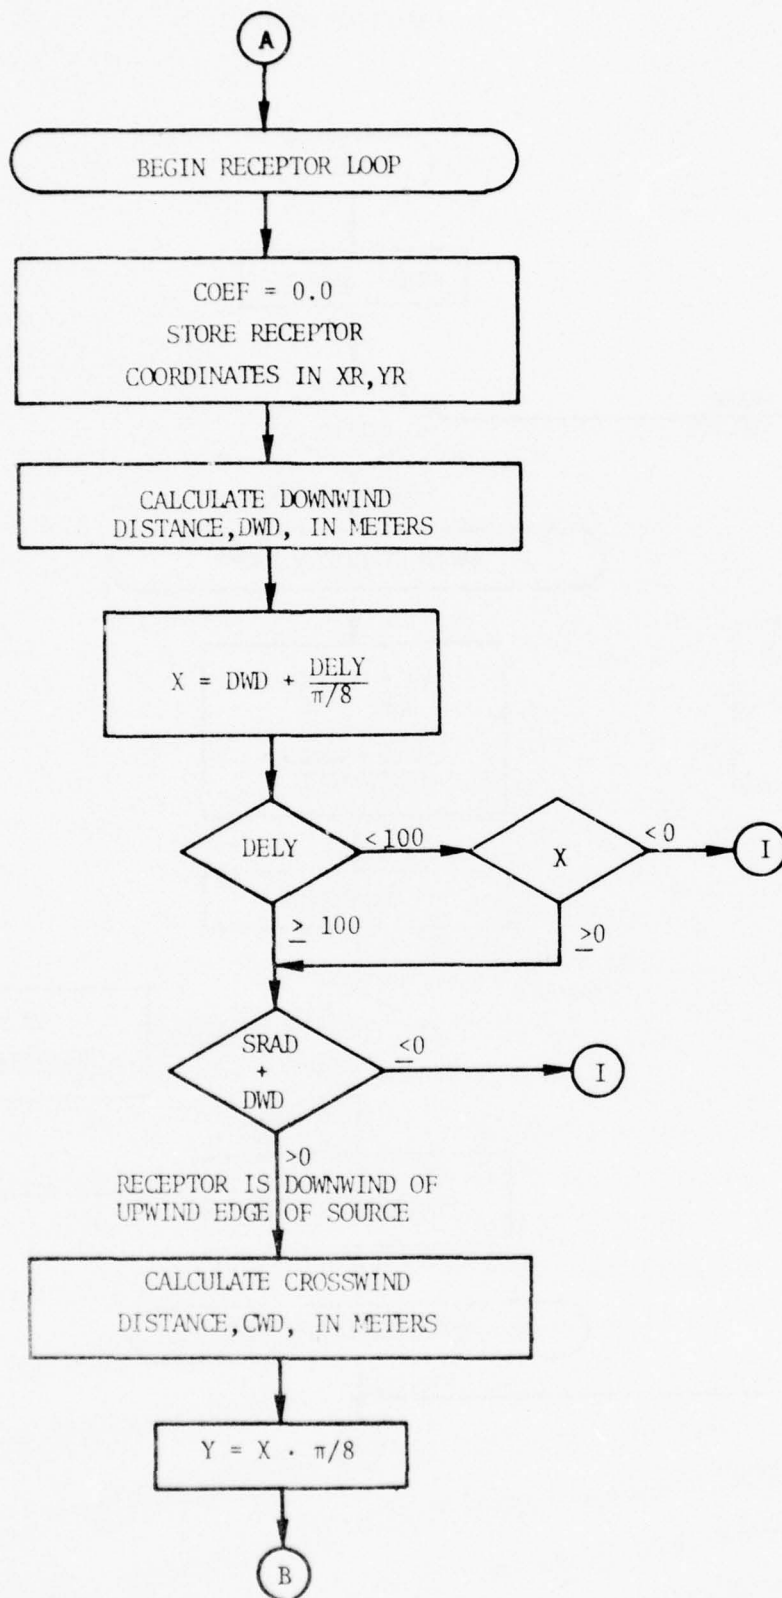 A
BEGIN RECEPTOR LOOP
COEF = 0.0
STORE RECEPTOR
COORDINATES IN XR,YR
CALCULATE DOWNWIND
DISTANCE,DWD, IN METERS
X = DWD + DELY
π/8
DELY
<100
X
<0
I
≥ 100
≥0
SRAD
+
DWD
≤0
I
>0
RECEPTOR IS DOWNWIND OF
UPWIND EDGE OF SOURCE
CALCULATE CROSSWIND
DISTANCE,CWD, IN METERS
Y = X . π/8
B